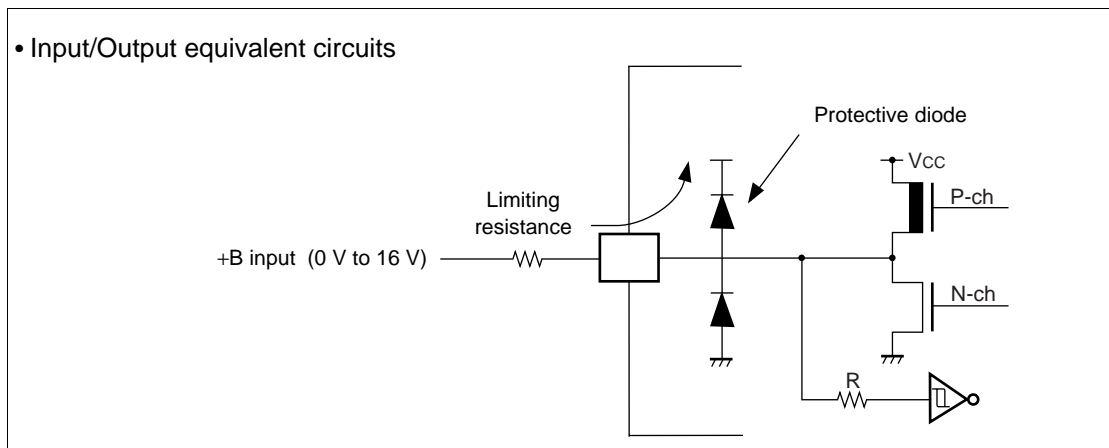 • Input/Output equivalent circuits
Protective diode
VCC
P-ch
Limiting
resistance
+B input (0 V to 16 V)
N-ch
R